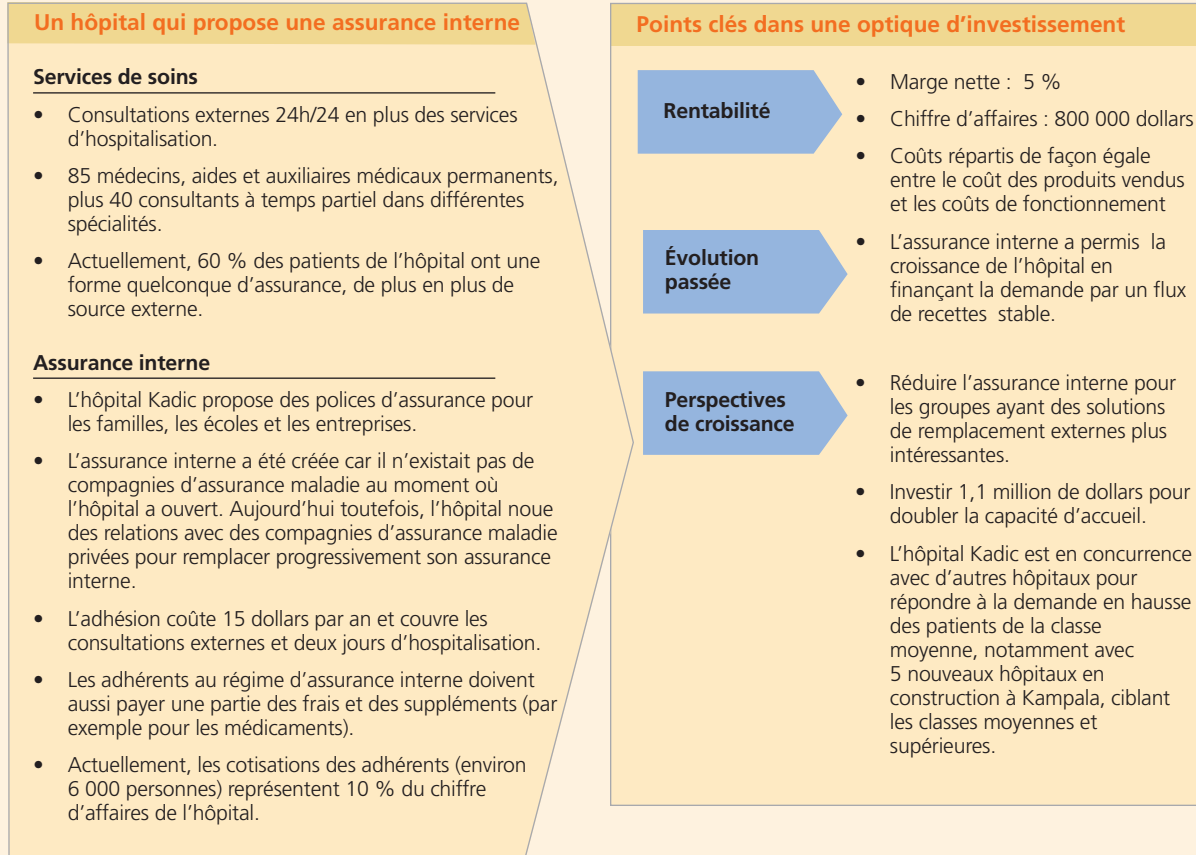 Un hôpital qui propose une assurance interne
Services de soins
• Consultations externes 24h/24 en plus des services
d'hospitalisation.
• 85 médecins, aides et auxiliaires médicaux permanents,
plus 40 consultants à temps partiel dans différentes
spécialités.
• Actuellement, 60 % des patients de l'hôpital ont une
forme quelconque d'assurance, de plus en plus de
source externe.
Assurance interne
• L'hôpital Kadic propose des polices d'assurance pour
les familles, les écoles et les entreprises.
• L'assurance interne a été créée car il n'existait pas de
compagnies d'assurance maladie au moment où
l'hôpital a ouvert. Aujourd'hui toutefois, l'hôpital noue
des relations avec des compagnies d'assurance maladie
privées pour remplacer progressivement son assurance
interne.
• L'adhésion coûte 15 dollars par an et couvre les
consultations externes et deux jours d'hospitalisation.
• Les adhérents au régime d'assurance interne doivent
aussi payer une partie des frais et des suppléments (par
exemple pour les médicaments).
• Actuellement, les cotisations des adhérents (environ
6 000 personnes) représentent 10 % du chiffre
d'affaires de l'hôpital.
Points clés dans une optique d'investissement
Rentabilité
• Marge nette : 5 %
• Chiffre d'affaires : 800 000 dollars
• Coûts répartis de façon égale
entre le coût des produits vendus
et les coûts de fonctionnement
Évolution
passée
• L'assurance interne a permis la
croissance de l'hôpital en
finançant la demande par un flux
de recettes stable.
Perspectives
de croissance
• Réduire l'assurance interne pour
les groupes ayant des solutions
de remplacement externes plus
intéressantes.
• Investir 1,1 million de dollars pour
doubler la capacité d'accueil.
• L'hôpital Kadic est en concurrence
avec d'autres hôpitaux pour
répondre à la demande en hausse
des patients de la classe
moyenne, notamment avec
5 nouveaux hôpitaux en
construction à Kampala, ciblant
les classes moyennes et
supérieures.